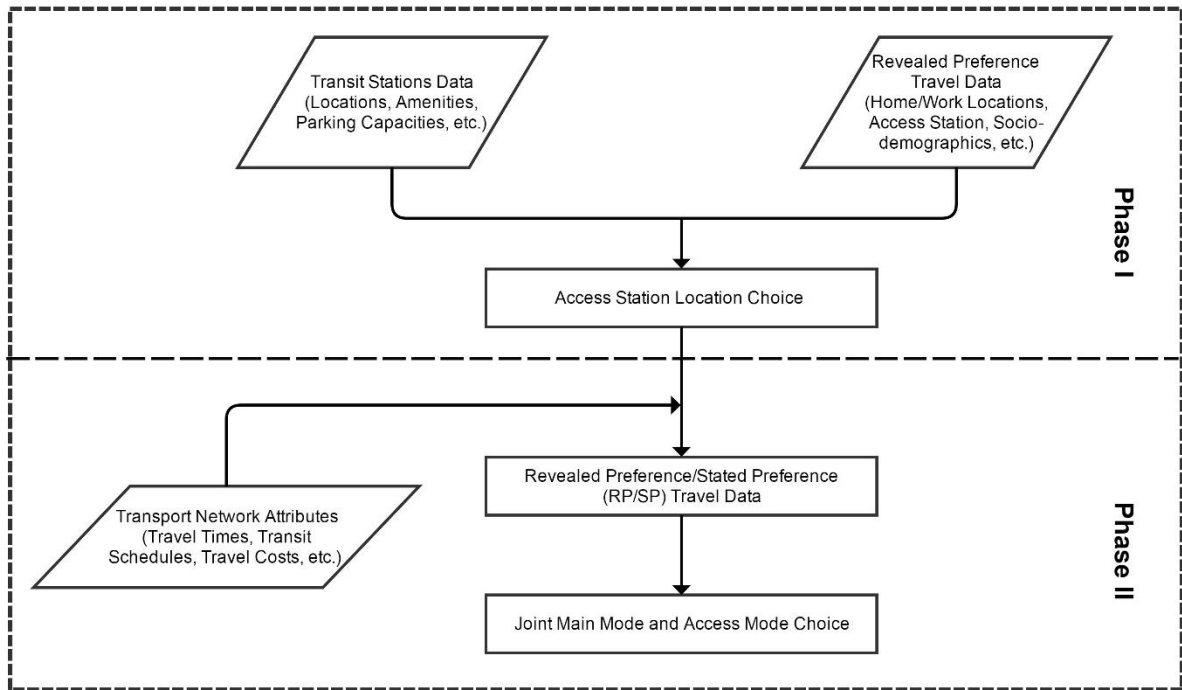 Transit Stations Data
(Locations, Amenities,
Parking Capacities, etc.)
Revealed Preference
Travel Data
(Home/Work Locations,
Access Station, Socio-
demographics, etc.)
Phase I
Access Station Location Choice
Transport Network Attributes
(Travel Times, Transit
Schedules, Travel Costs, etc.)
Revealed Preference/Stated Preference
(RP/SP) Travel Data
Phase II
Joint Main Mode and Access Mode Choice